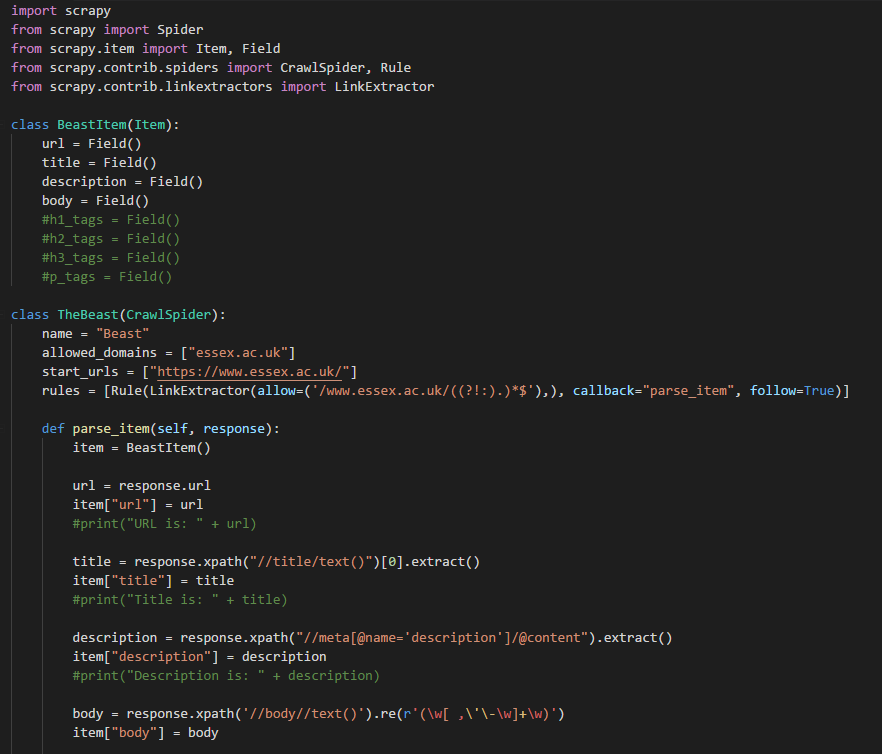 import scrapy
from scrapy import Spider
from scrapy.item import Item, Field
from scrapy.contrib.spiders import CrawlSpider, Rule
from scrapy.contrib.linkextractors import LinkExtractor
class BeastItem(Item):
url = Field()
title = Field()
description = Field()
body = Field()
#h1_tags = Field()
#h2_tags = Field()
#h3_tags = Field()
#p_tags = Field()
class TheBeast(CrawlSpider):
name = "Beast"
allowed_domains = ["essex.ac.uk"]
start_urls = ["https://www.essex.ac.uk/"]
rules = [Rule(LinkExtractor(allow=('/www.essex.ac.uk/((?!:).)*$'),), callback="parse_item", follow=True)]
def parse_item(self, response):
item = BeastItem()
url = response.url
item["url"] = url
#print("URL is: " + url)
title = response.xpath("//title/text()")[0].extract()
item["title"] = title
#print("Title is: " + title)
description = response.xpath("//meta[@name='description']/@content").extract()
item["description"] = description
#print("Description is: " + description)
body = response.xpath('//body//text()').re(r'(\w[ ,\'\-\w]+\w)')
item["body"] = body